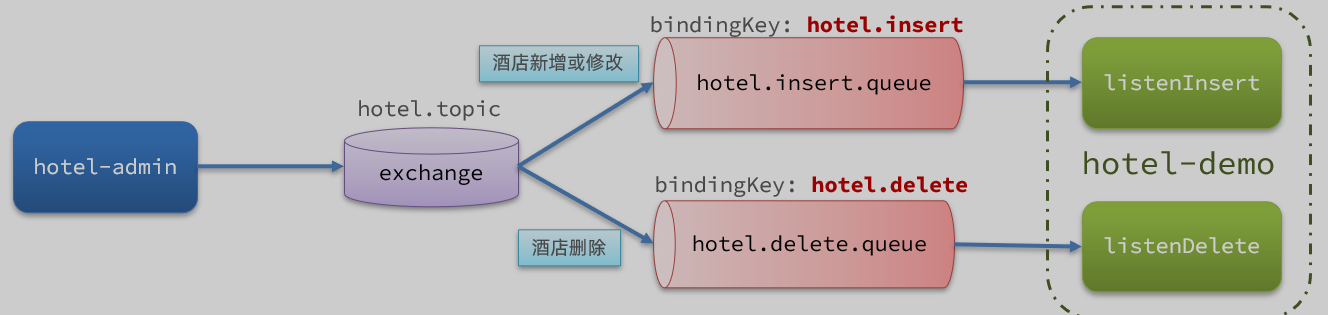 bindingKey: hotel.insert
酒店新增或修改
hotel.insert.queue
listenInsert
hotel.topic
hotel-admin
exchange
hotel-demo
bindingKey: hotel.delete
酒店删除
hotel.delete.queue
listenDelete